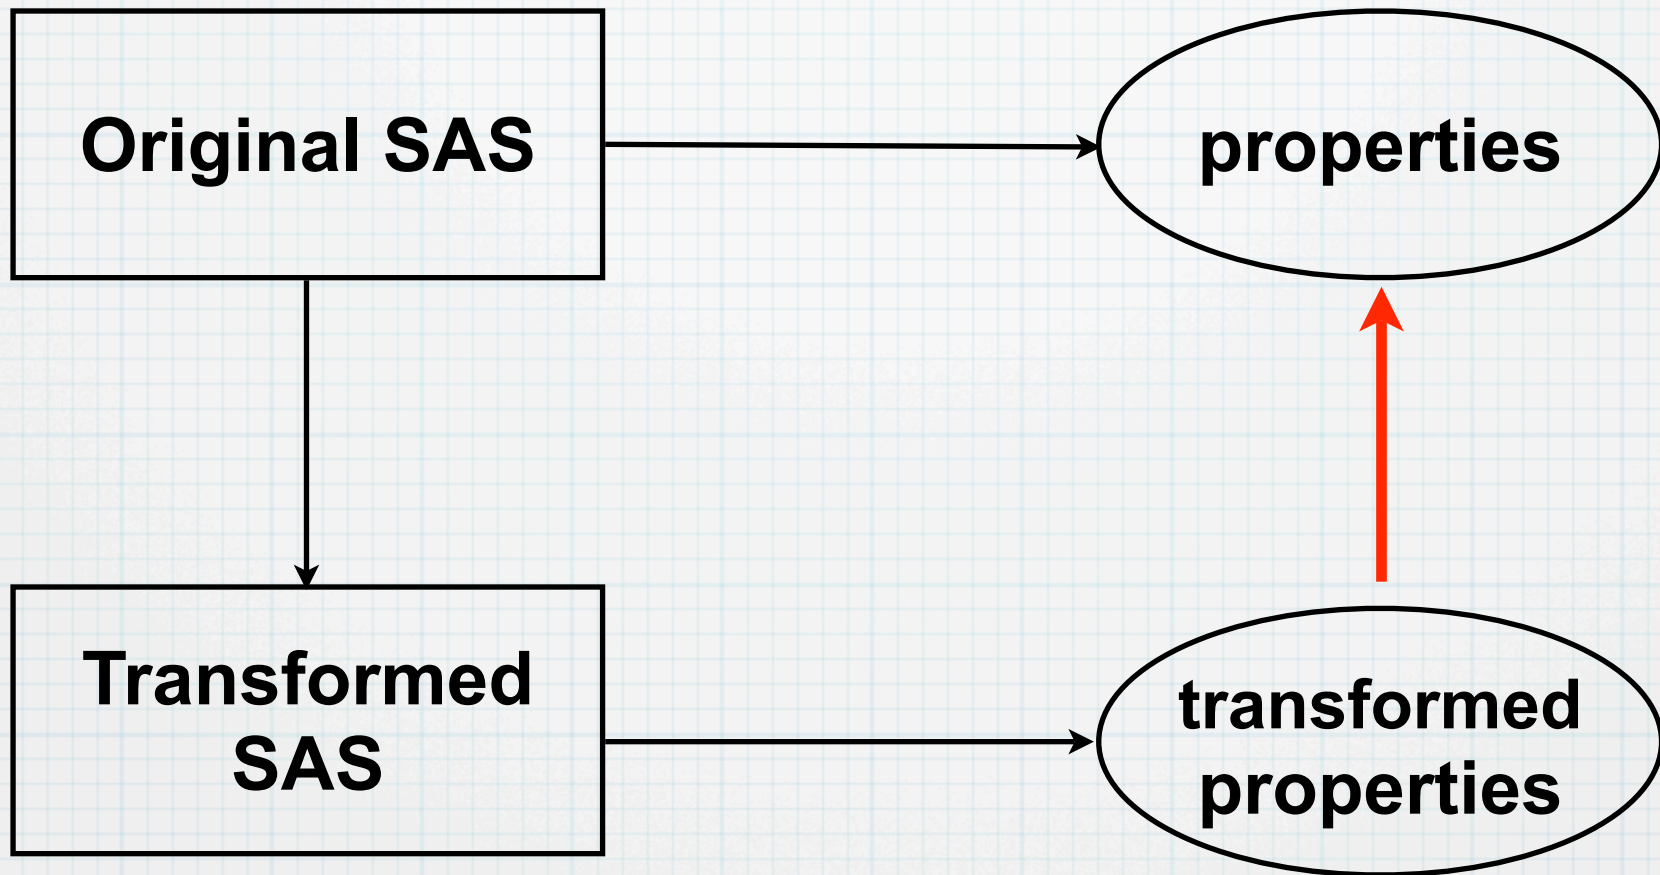 Original SAS
properties
Transformed
SAS
transformed
properties